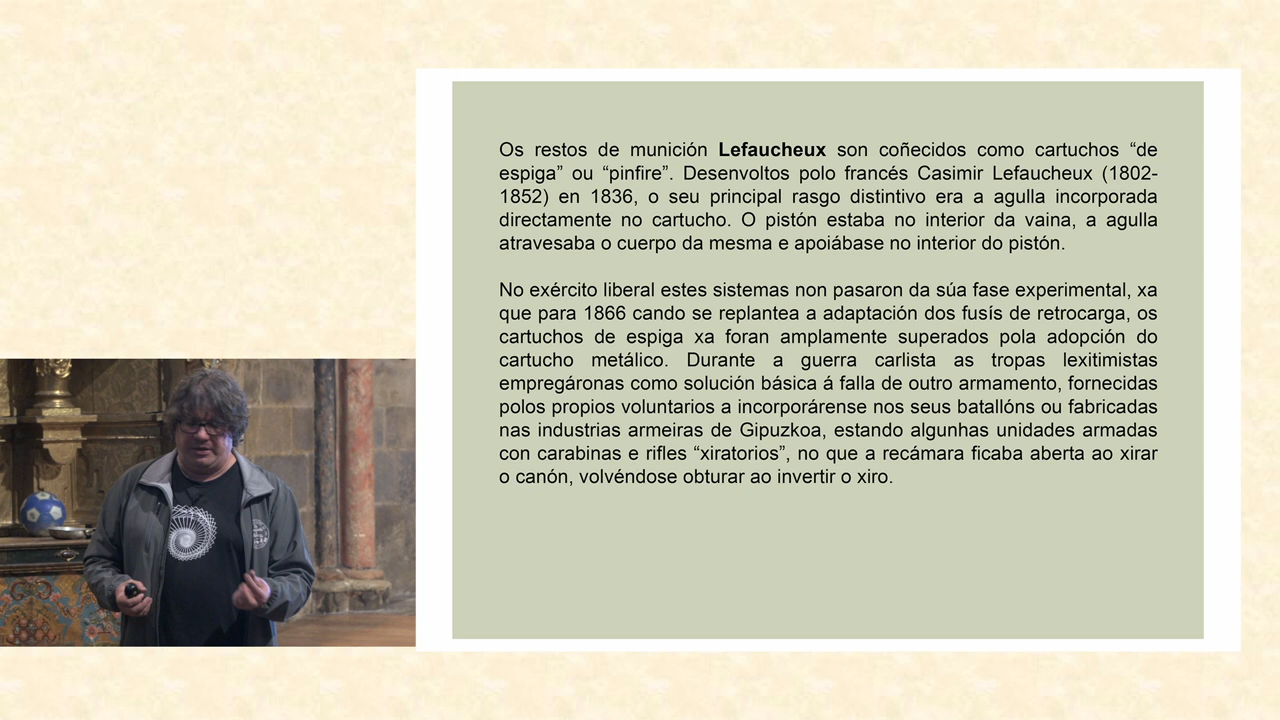 Os restos de munición Lefaucheux son coñecidos como cartuchos “de
espiga” ou “pinfire”. Desenvoltos polo francés Casimir Lefaucheux (1802-
1852) en 1836, o seu principal rasgo distintivo era a agulla incorporada
directamente no cartucho. O pistón estaba no interior da vaina, a agulla
atravesaba o cuerpo da mesma e apoiábase no interior do pistón.
No exército liberal estes sistemas non pasaron da súa fase experimental, xa
que para 1866 cando se replantea a adaptación dos fusís de retrocarga, os
cartuchos de espiga xa foran amplamente superados pola adopción do
cartucho metálico. Durante a guerra carlista as tropas lexitimistas
empregáronas como solución básica á falla de outro armamento, fornecidas
polos propios voluntarios a incorporárense nos seus batallóns ou fabricadas
nas industrias armeiras de Gipuzkoa, estando algunhas unidades armadas
con carabinas e rifles “xiratorios”, no que a recámara ficaba aberta ao xirar
o canón, volvéndose obturar ao invertir o xiro.